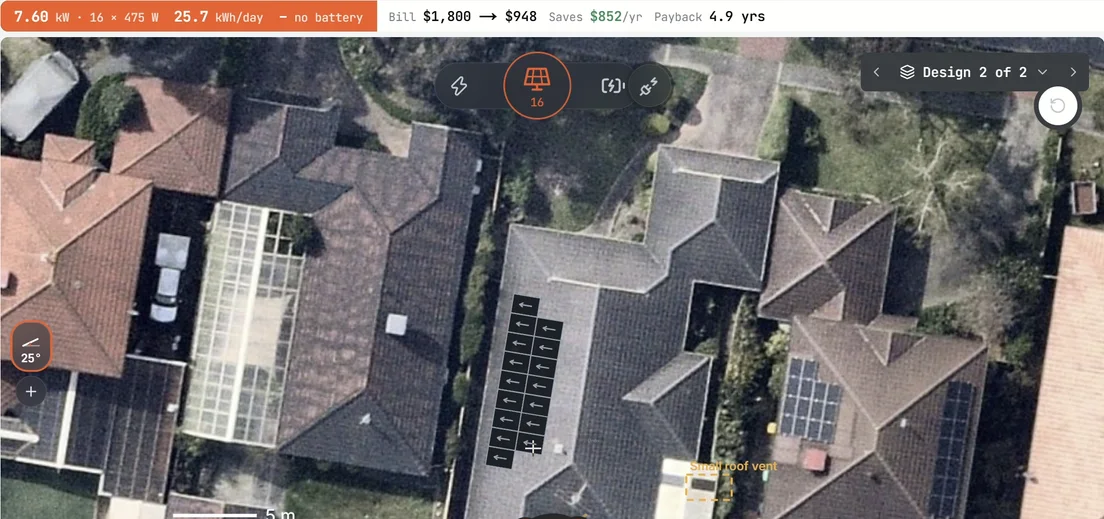 7.60 kW · 16 × 475 W 25.7 kWh/day – no battery Bill $1,800 → $948 Saves $852/yr Payback 4.9 yrs
Design 2 of 2
16
25°
+
Small roof vent
5 m